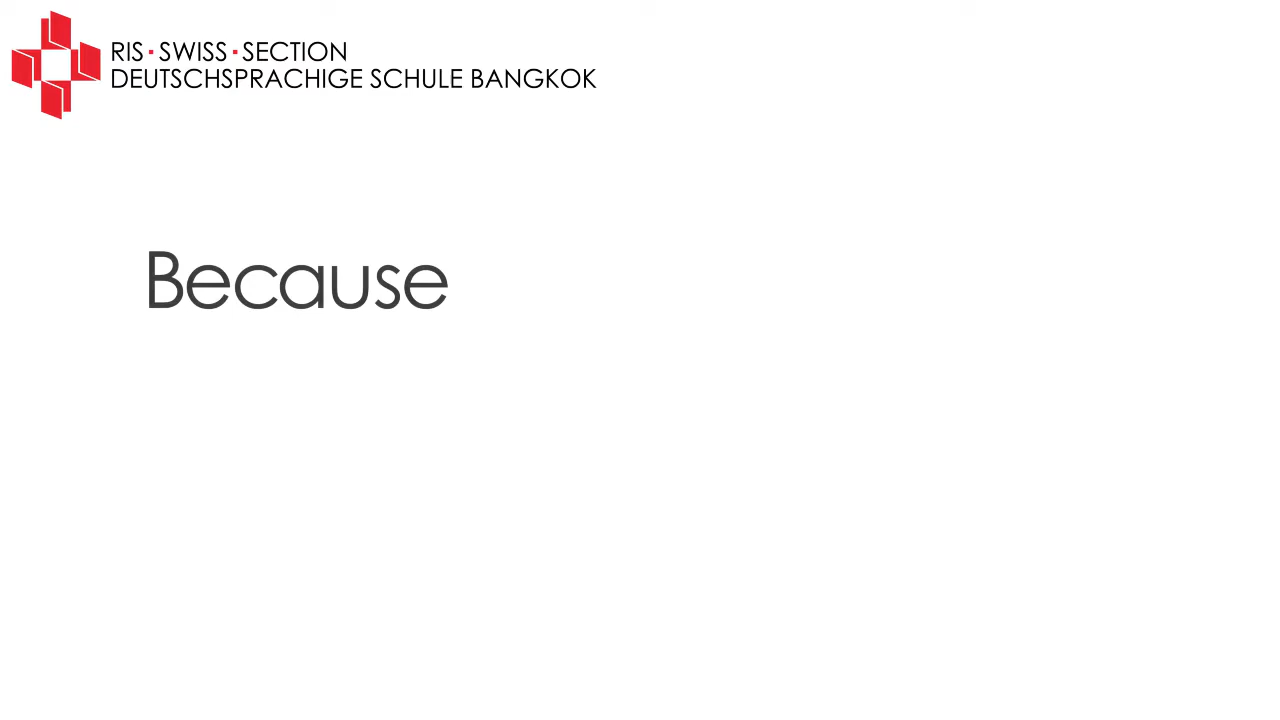 RIS · SWISS · SECTION
DEUTSCHSPRACHIGE SCHULE BANGKOK
Because